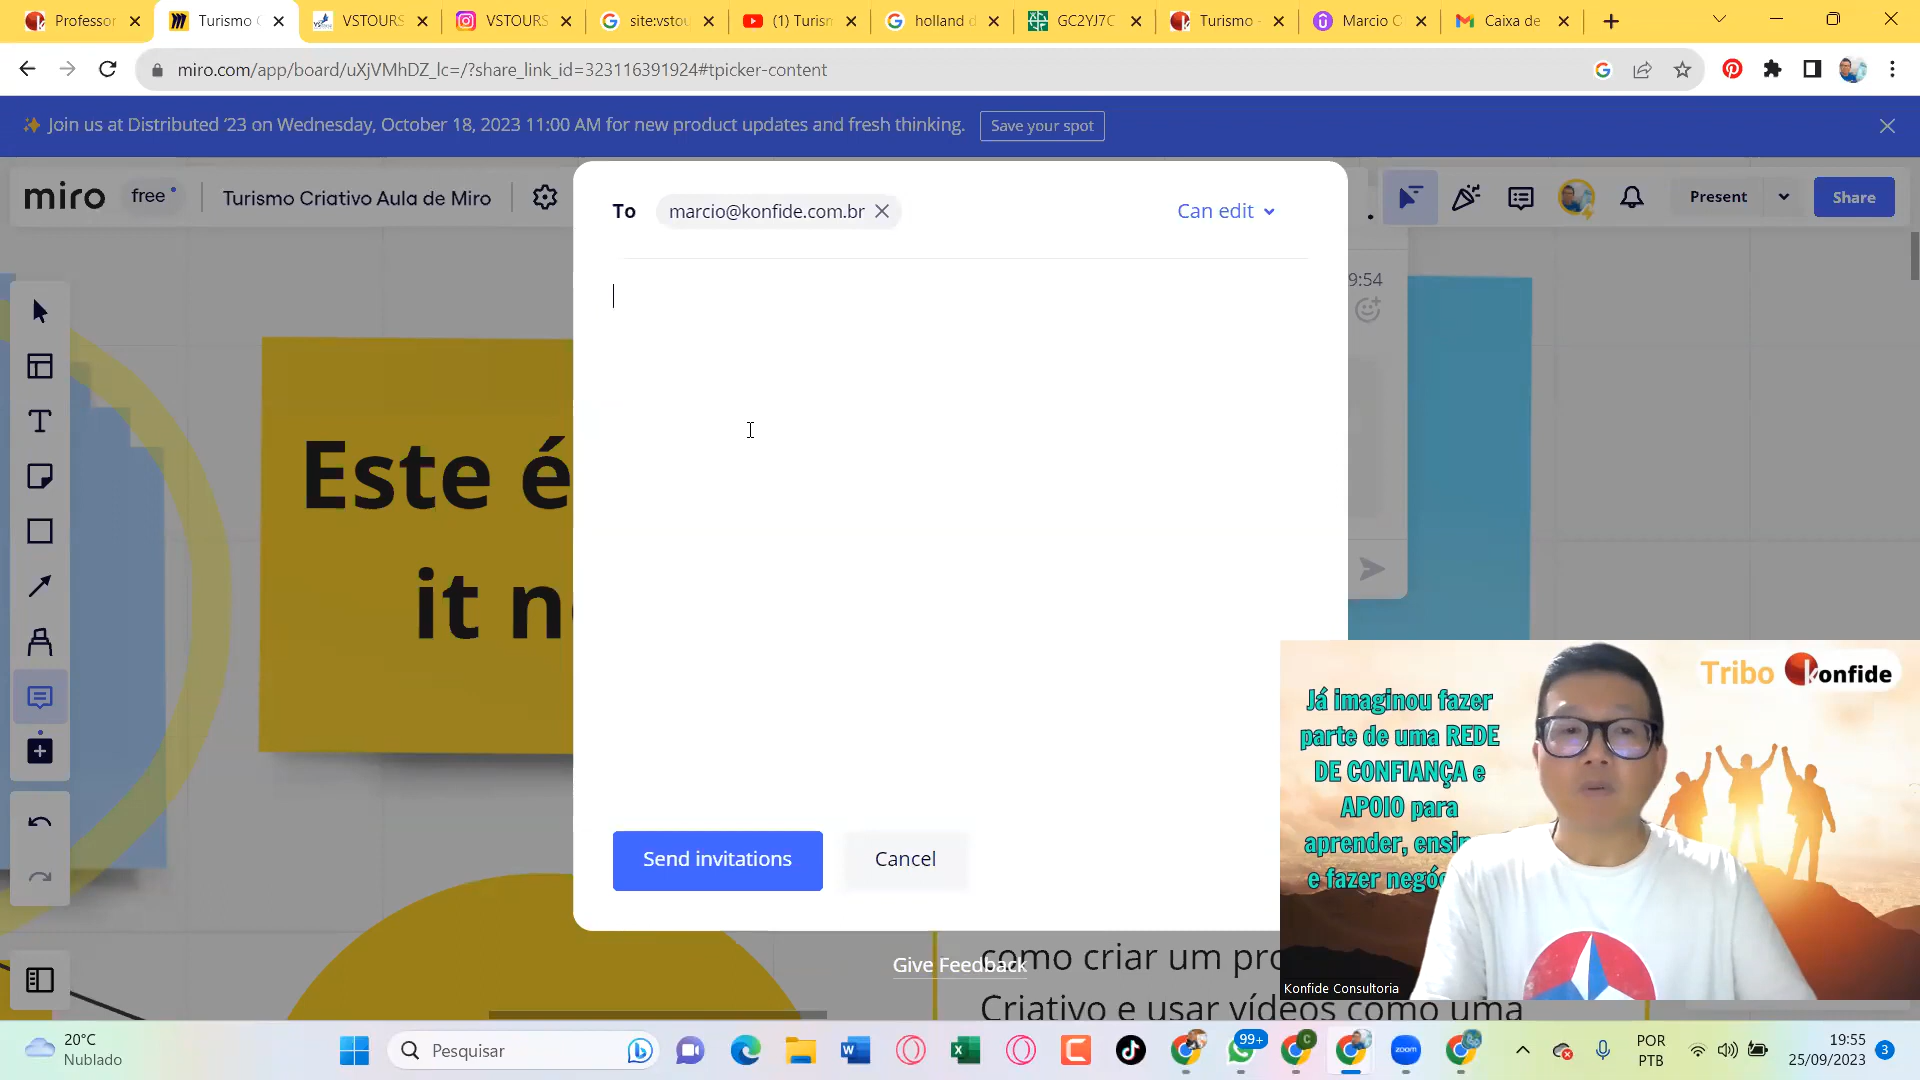 Professor
Turismo C
VSTOURS
VSTOURS
site:vstou
(1) Turism
holland d
GC2YJ7C
Turismo -
Marcio O
Caixa de
miro.com/app/board/uXjVMhDZ_lc=/?share_link_id=323116391924#tpicker-content
✨ Join us at Distributed ‘23 on Wednesday, October 18, 2023 11:00 AM for new product updates and fresh thinking.
Save your spot
miro
free
Turismo Criativo Aula de Miro
To
marcio@konfide.com.br
Can edit
Present
Share
9:54
Este é
it n
Send invitations
Cancel
Give Feedback
como criar um pro
Criativo e usar vídeos como uma
Tribo Konfide
Já imaginou fazer
parte de uma REDE
DE CONFIANÇA e
APOIO para
aprender, ensin
e fazer negóc
Konfide Consultoria
20°C
Nublado
Pesquisar
99+
zoom
POR
PTB
19:55
25/09/2023
3